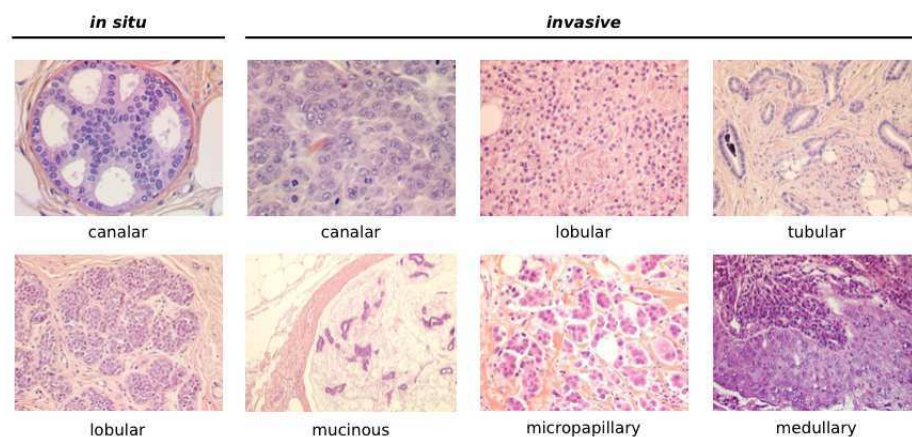 in situ invasive
canalar canalar lobular tubular
lobular mucinous micropapillary medullary